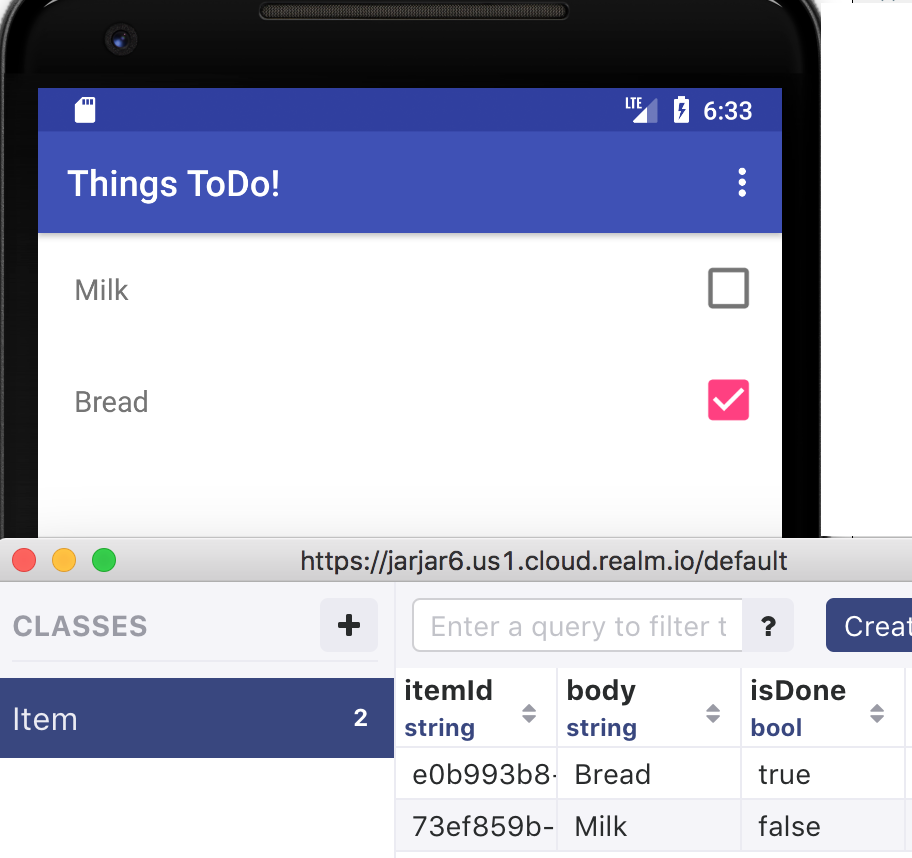 LTE 6:33
Things ToDo!
Milk
Bread
https://jarjar6.us1.cloud.realm.io/default
CLASSES +
Enter a query to filter t ? Creat
Item 2
itemId body isDone
string string bool
e0b993b8- Bread true
73ef859b- Milk false